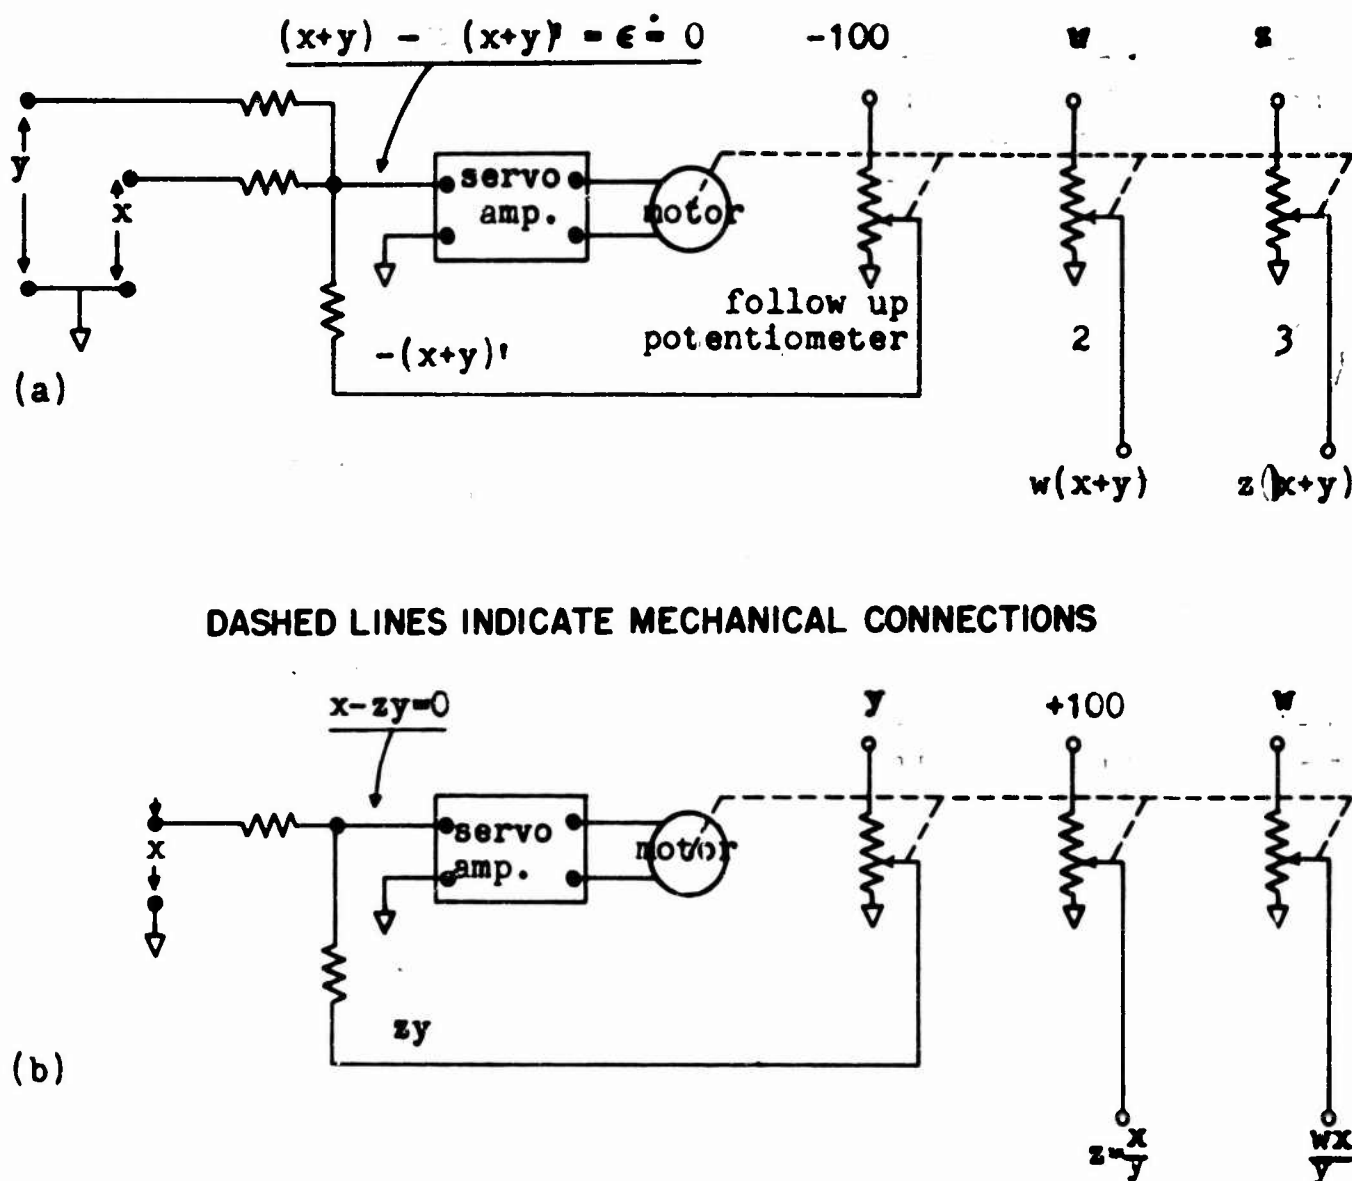 (x+y) - (x+y)' = ϵ ≐ 0
-100
w
z
y
x
servo
amp.
motor
follow up
potentiometer
2
3
-(x+y)'
(a)
w(x+y)
z(x+y)
DASHED LINES INDICATE MECHANICAL CONNECTIONS
x-zy=0
y
+100
w
x
servo
amp.
motor
zy
(b)
z=x/y
wx/y